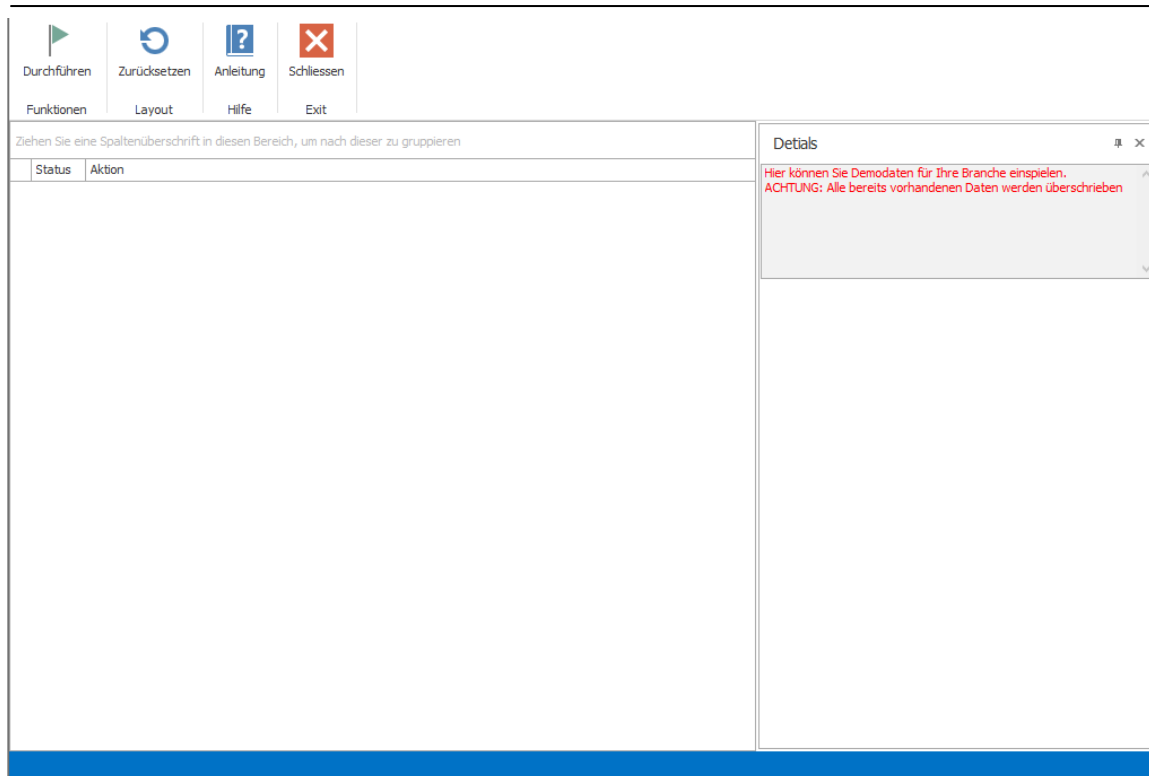 Durchführen Zurücksetzen Anleitung Schliessen
Funktionen Layout Hilfe Exit
Ziehen Sie eine Spaltenüberschrift in diesen Bereich, um nach dieser zu gruppieren
Status Aktion
Detials
Hier können Sie Demodaten für Ihre Branche einspielen.
ACHTUNG: Alle bereits vorhandenen Daten werden überschrieben